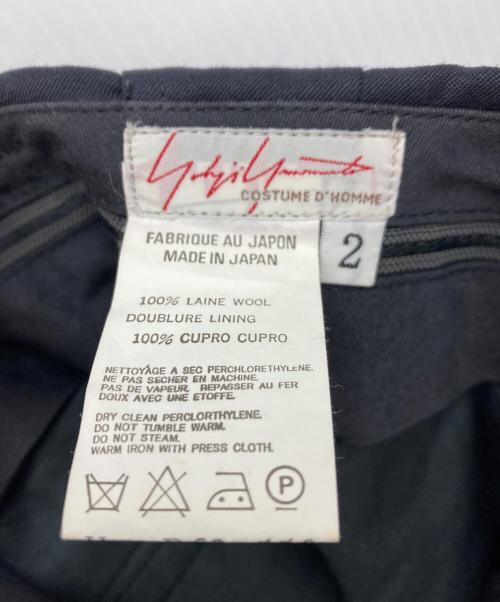 Yohji Yamamoto
COSTUME D'HOMME
2
FABRIQUE AU JAPON
MADE IN JAPAN
100% LAINE WOOL
DOUBLURE LINING
100% CUPRO CUPRO
NETTOYÀGE A SEC PERCHLORETHYLENE.
NE PAS SECHER EN MACHINE.
PAS DE VAPEUR. REPASSER AU FER
DOUX AVEC UNE ETOFFE.
DRY CLEAN PERCLORTHYLENE.
DO NOT TUMBLE WARM.
DO NOT STEAM.
WARM IRON WITH PRESS CLOTH.
P